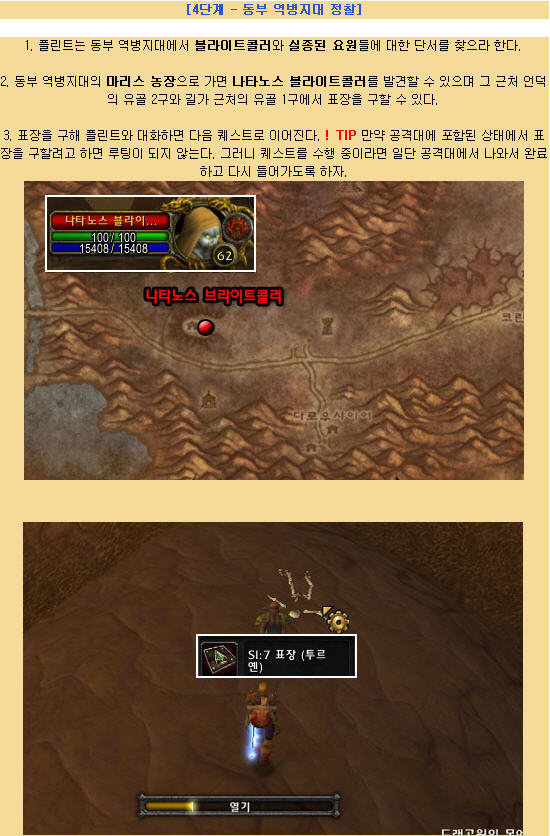 [4단계 - 동부 역병지대 정찰]
1. 플린트는 동부 역병지대에서 블라이트콜러와 실종된 요원들에 대한 단서를 찾으라 한다.
2. 동부 역병지대의 마리스 농장으로 가면 나타노스 블라이트콜러를 발견할 수 있으며 그 근처 언덕
의 유골 2구와 길가 근처의 유골 1구에서 표장을 구할 수 있다.
3. 표장을 구해 플린트와 대화하면 다음 퀘스트로 이어진다. ! TIP 만약 공격대에 포함된 상태에서 표
장을 구할려고 하면 루팅이 되지 않는다. 그러니 퀘스트를 수행 중이라면 일단 공격대에서 나와서 완료
하고 다시 들어가도록 하자.
나타노스 블라이...
100 / 100
15408 / 15408
62
나타노스 브라이트콜러
코린
다로우샤이어
SI:7 표장 (투르
옌)
열기